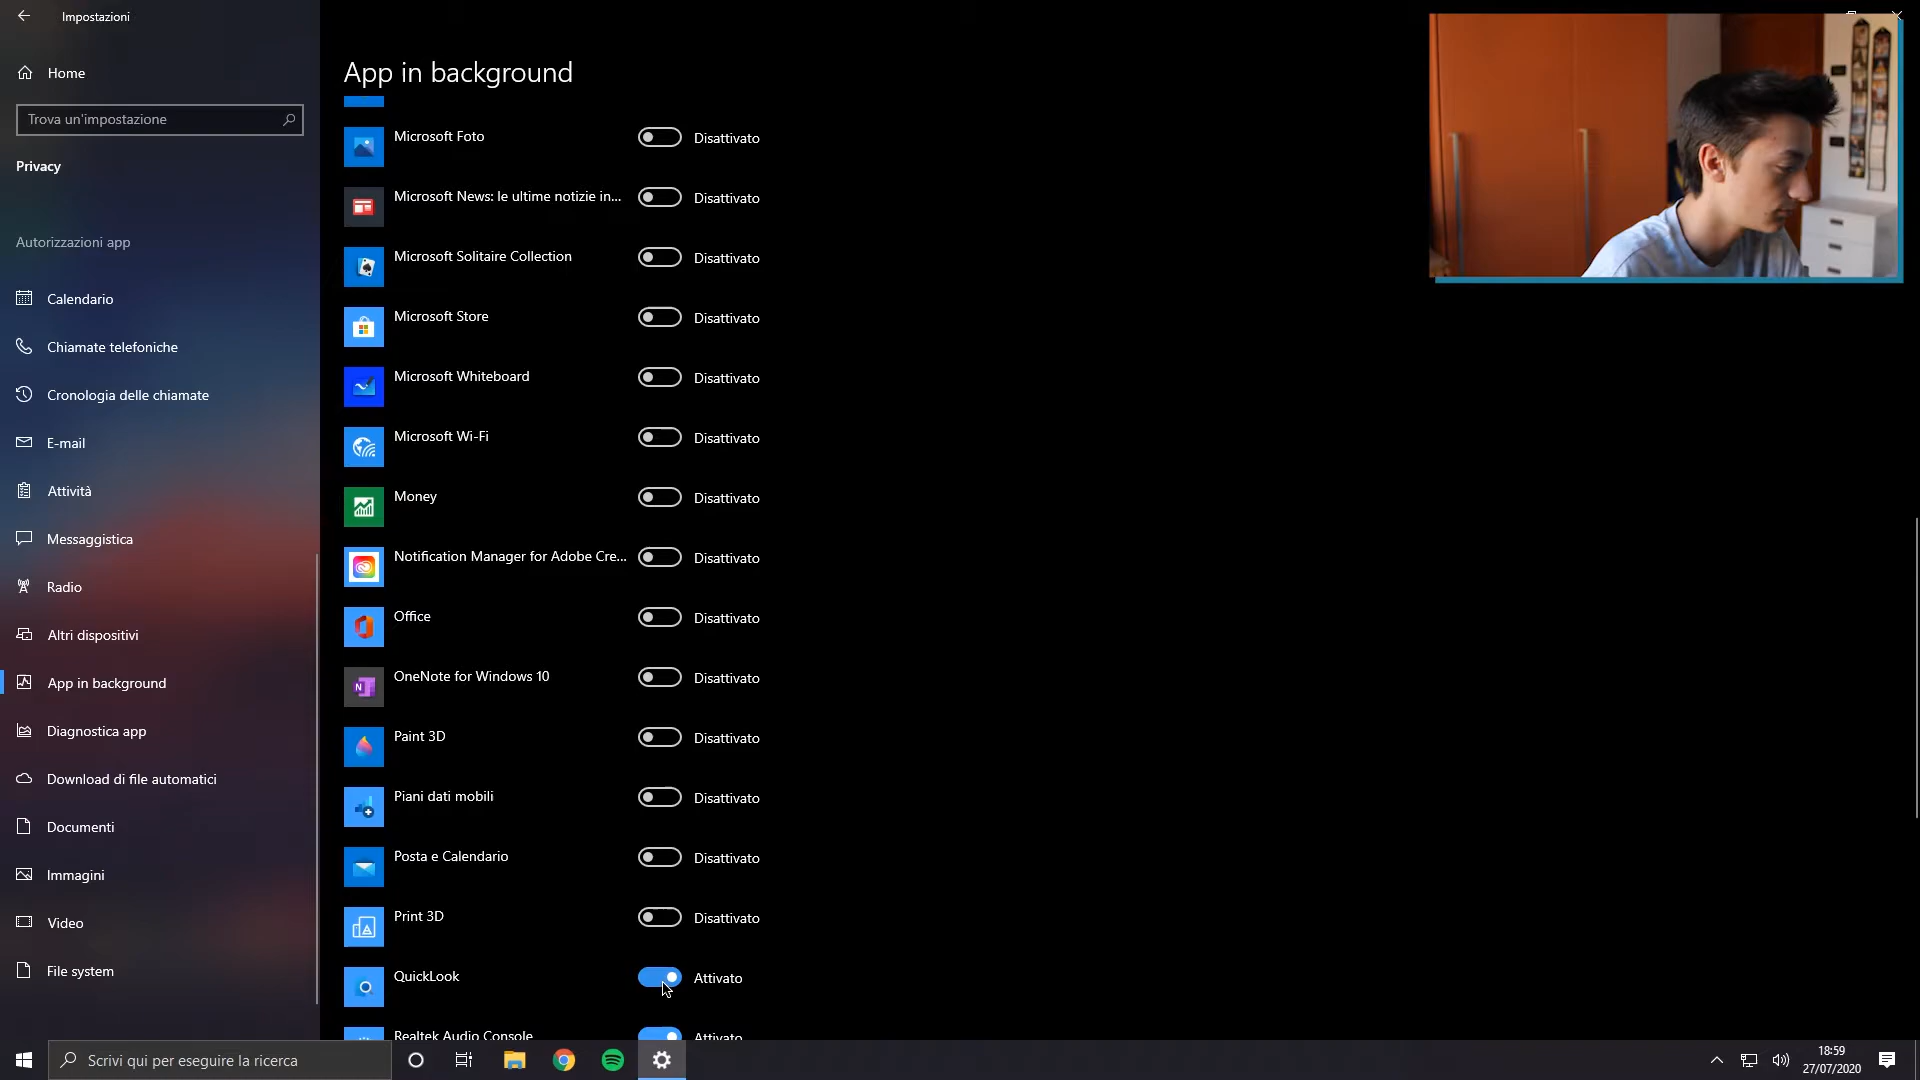 Impostazioni
Home
Trova un'impostazione
Privacy
Autorizzazioni app
Calendario
Chiamate telefoniche
Cronologia delle chiamate
E-mail
Attività
Messaggistica
Radio
Altri dispositivi
App in background
Diagnostica app
Download di file automatici
Documenti
Immagini
Video
File system
App in background
Microsoft Foto Disattivato
Microsoft News: le ultime notizie in... Disattivato
Microsoft Solitaire Collection Disattivato
Microsoft Store Disattivato
Microsoft Whiteboard Disattivato
Microsoft Wi-Fi Disattivato
Money Disattivato
Notification Manager for Adobe Cre... Disattivato
Office Disattivato
OneNote for Windows 10 Disattivato
Paint 3D Disattivato
Piani dati mobili Disattivato
Posta e Calendario Disattivato
Print 3D Disattivato
QuickLook Attivato
Realtek Audio Console Attivato
Scrivi qui per eseguire la ricerca
18:59
27/07/2020